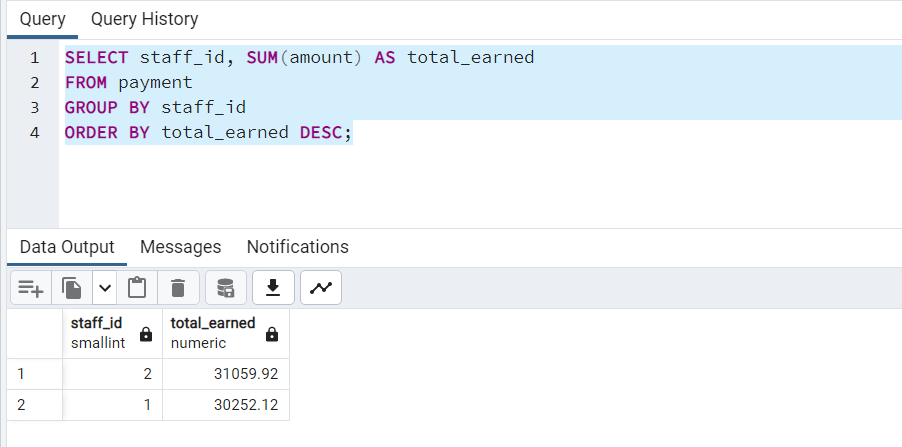 Query Query History
1 SELECT staff_id, SUM(amount) AS total_earned
2 FROM payment
3 GROUP BY staff_id
4 ORDER BY total_earned DESC;
Data Output Messages Notifications
staff_id total_earned
smallint numeric
1 2 31059.92
2 1 30252.12